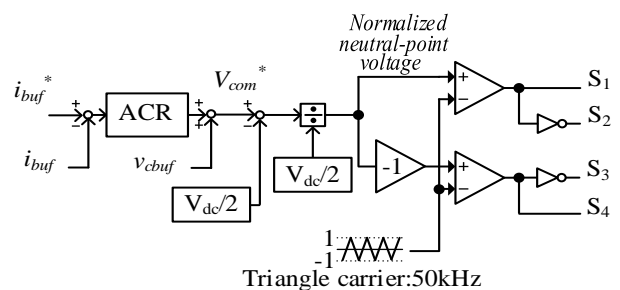 Normalized
neutral-point
voltage
i_buf* + − ACR + + V_com* + − ÷ + − S₁
S₂
i_buf v_cbuf V_dc/2 -1 + − S₃
V_dc/2 S₄
1
-1
Triangle carrier:50kHz